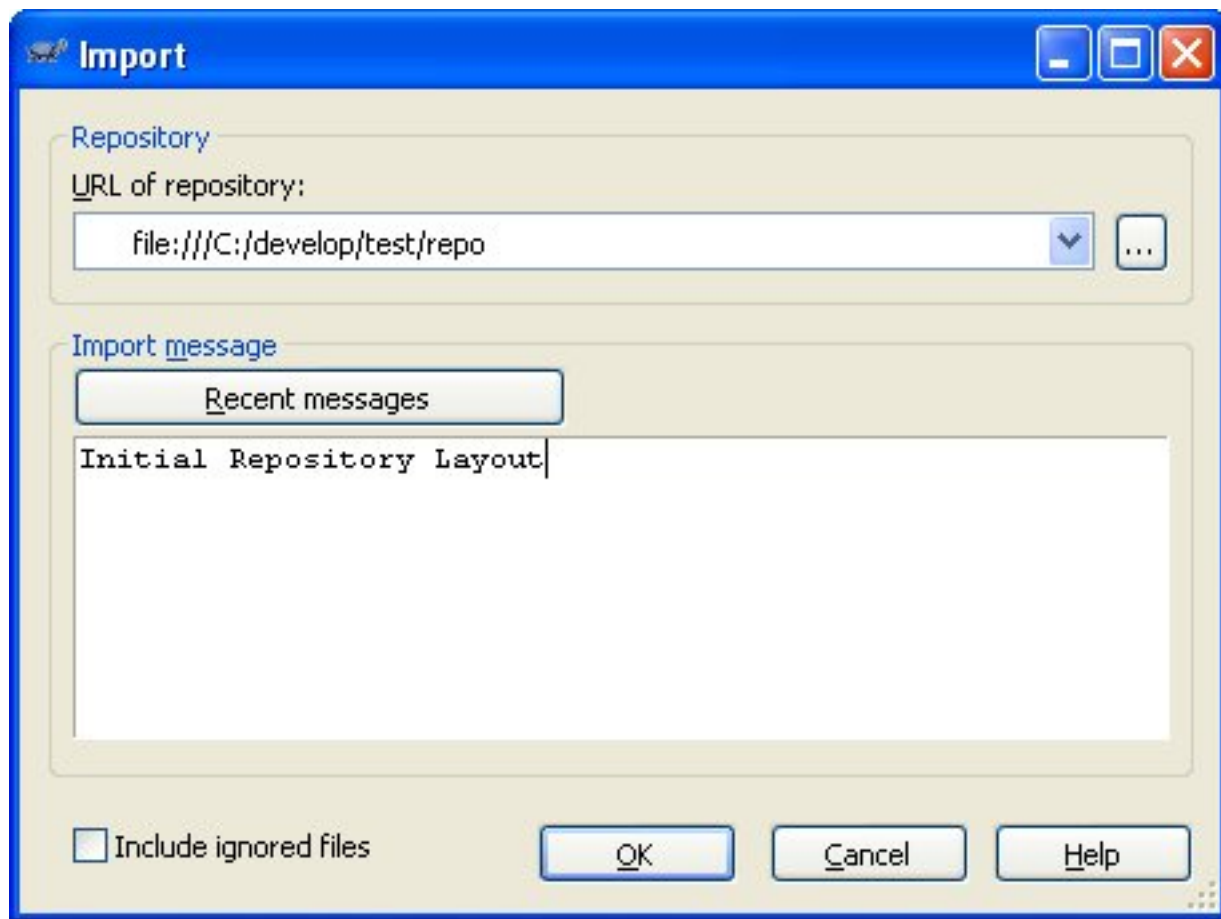 Import
Repository
URL of repository:
file:///C:/develop/test/repo
...
Import message
Recent messages
Initial Repository Layout
Include ignored files
OK
Cancel
Help